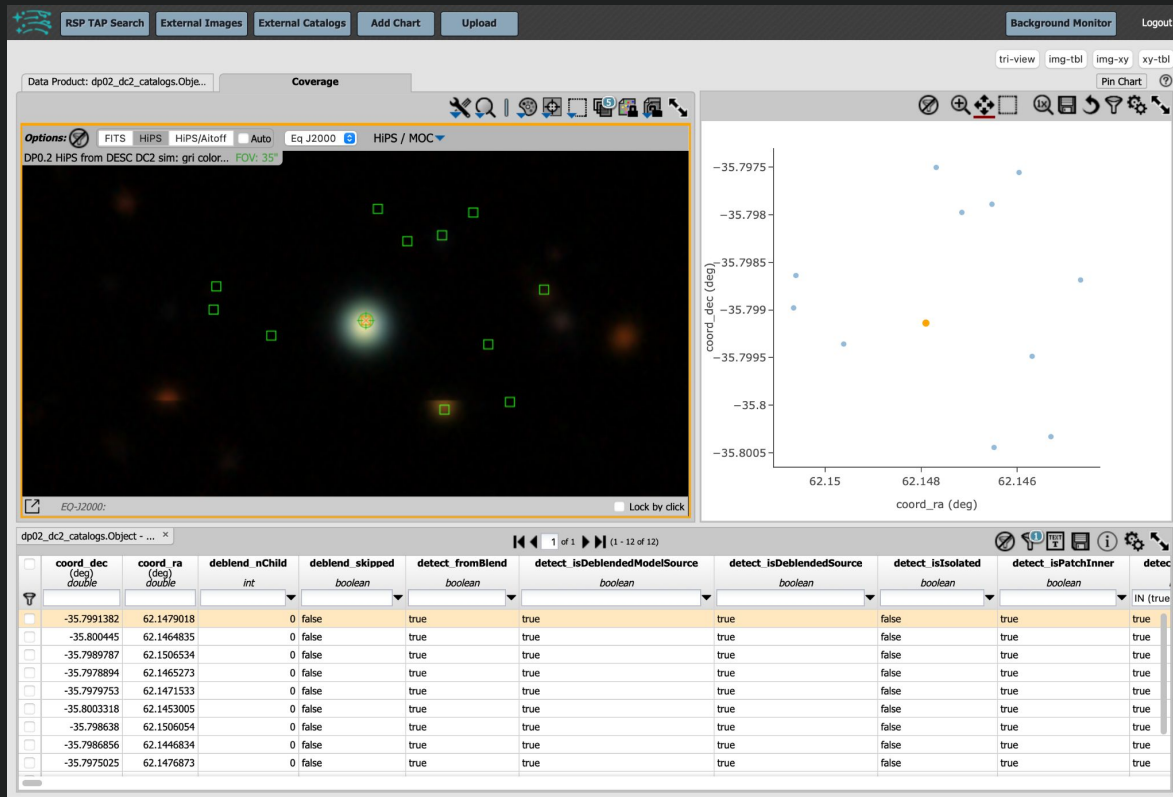 RSP TAP Search External Images External Catalogs Add Chart Upload Background Monitor Logout
tri-view img-tbl img-xy xy-tbl
Data Product: dp02_dc2_catalogs.Obje... Coverage Pin Chart ?
Options: FITS HiPS HiPS/Aitoff Auto Eq J2000 HiPS / MOC
DP0.2 HiPS from DESC DC2 sim: gri color... FOV: 35"
EQ-J2000: Lock by click
−35.7975
−35.798
−35.7985
−35.799
−35.7995
−35.8
−35.8005
coord_dec (deg)
62.15 62.148 62.146
coord_ra (deg)
dp02_dc2_catalogs.Object - ... × 1 of 1 (1 - 12 of 12)
coord_dec coord_ra deblend_nChild deblend_skipped detect_fromBlend detect_isDeblendedModelSource detect_isDeblendedSource detect_isIsolated detect_isPatchInner detec
(deg) (deg)
double double int boolean boolean boolean boolean boolean boolean
IN (true
-35.7991382 62.1479018 0 false true true true false true true
-35.800445 62.1464835 0 false true true true false true true
-35.7989787 62.1506534 0 false true true true false true true
-35.7978894 62.1465273 0 false true true true false true true
-35.7979753 62.1471533 0 false true true true false true true
-35.8003318 62.1453005 0 false true true true false true true
-35.798638 62.1506054 0 false true true true false true true
-35.7986856 62.1446834 0 false true true true false true true
-35.7975025 62.1476873 0 false true true true false true true